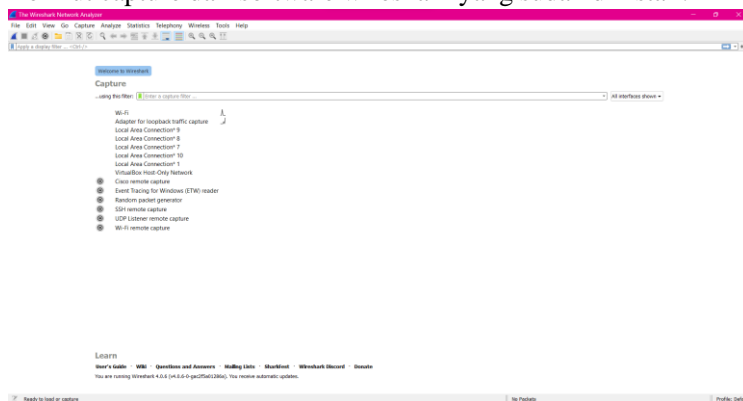 The Wireshark Network Analyzer
File Edit View Go Capture Analyze Statistics Telephony Wireless Tools Help
Apply a display filter ... <Ctrl-/>
Welcome to Wireshark
Capture
...using this filter: Enter a capture filter ... All interfaces shown
Wi-Fi
Adapter for loopback traffic capture
Local Area Connection* 9
Local Area Connection* 8
Local Area Connection* 7
Local Area Connection* 10
Local Area Connection* 1
VirtualBox Host-Only Network
Cisco remote capture
Event Tracing for Windows (ETW) reader
Random packet generator
SSH remote capture
UDP Listener remote capture
Wi-Fi remote capture
Learn
User's Guide · Wiki · Questions and Answers · Mailing Lists · SharkFest · Wireshark Discord · Donate
You are running Wireshark 4.0.6 (v4.0.6-0-gac2f5a01286a). You receive automatic updates.
Ready to load or capture No Packets Profile: